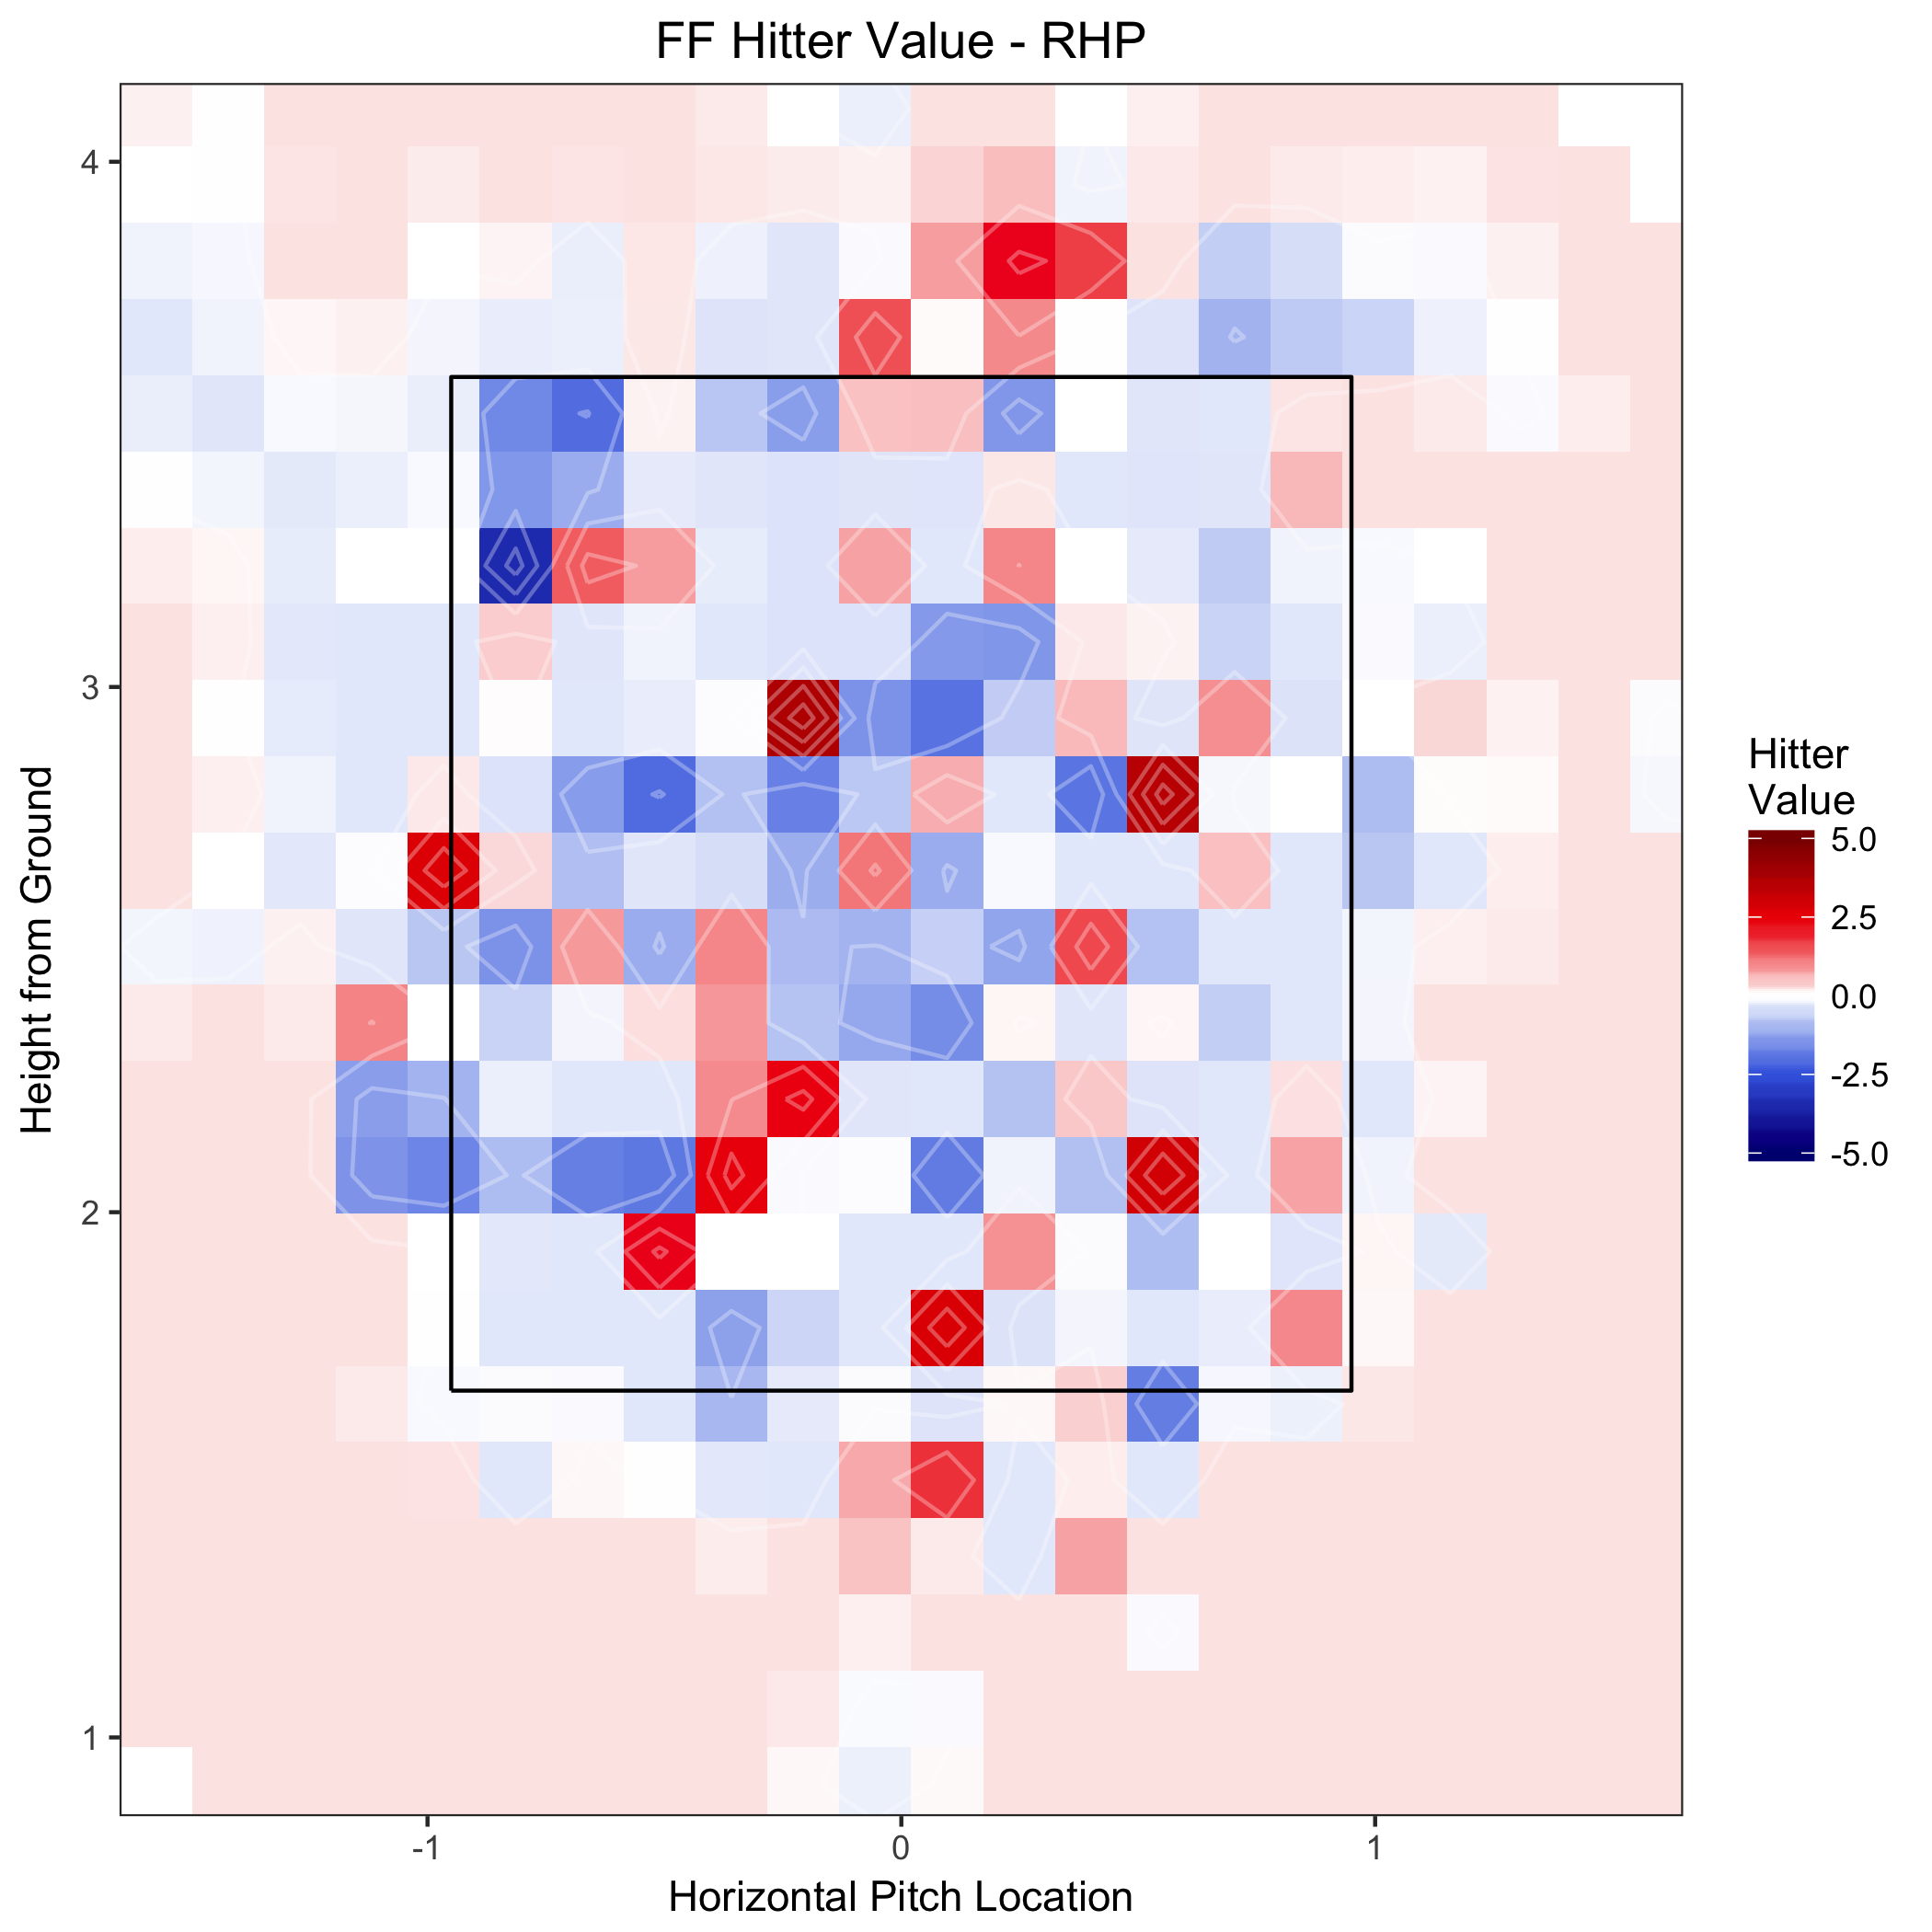 FF Hitter Value - RHP
4
3
2
1
Height from Ground
-1
0
1
Horizontal Pitch Location
Hitter
Value
5.0
2.5
0.0
-2.5
-5.0